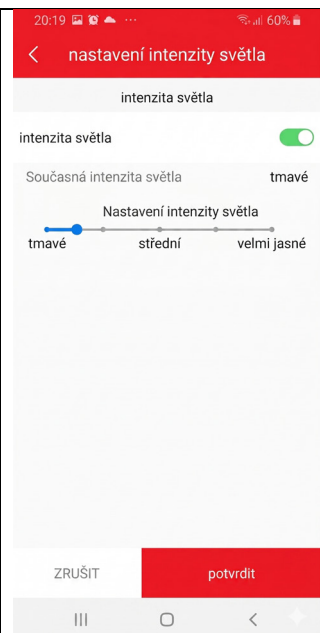 20:19 60%
nastavení intenzity světla
intenzita světla
intenzita světla
Současná intenzita světla tmavé
Nastavení intenzity světla
tmavé střední velmi jasné
ZRUŠIT potvrdit